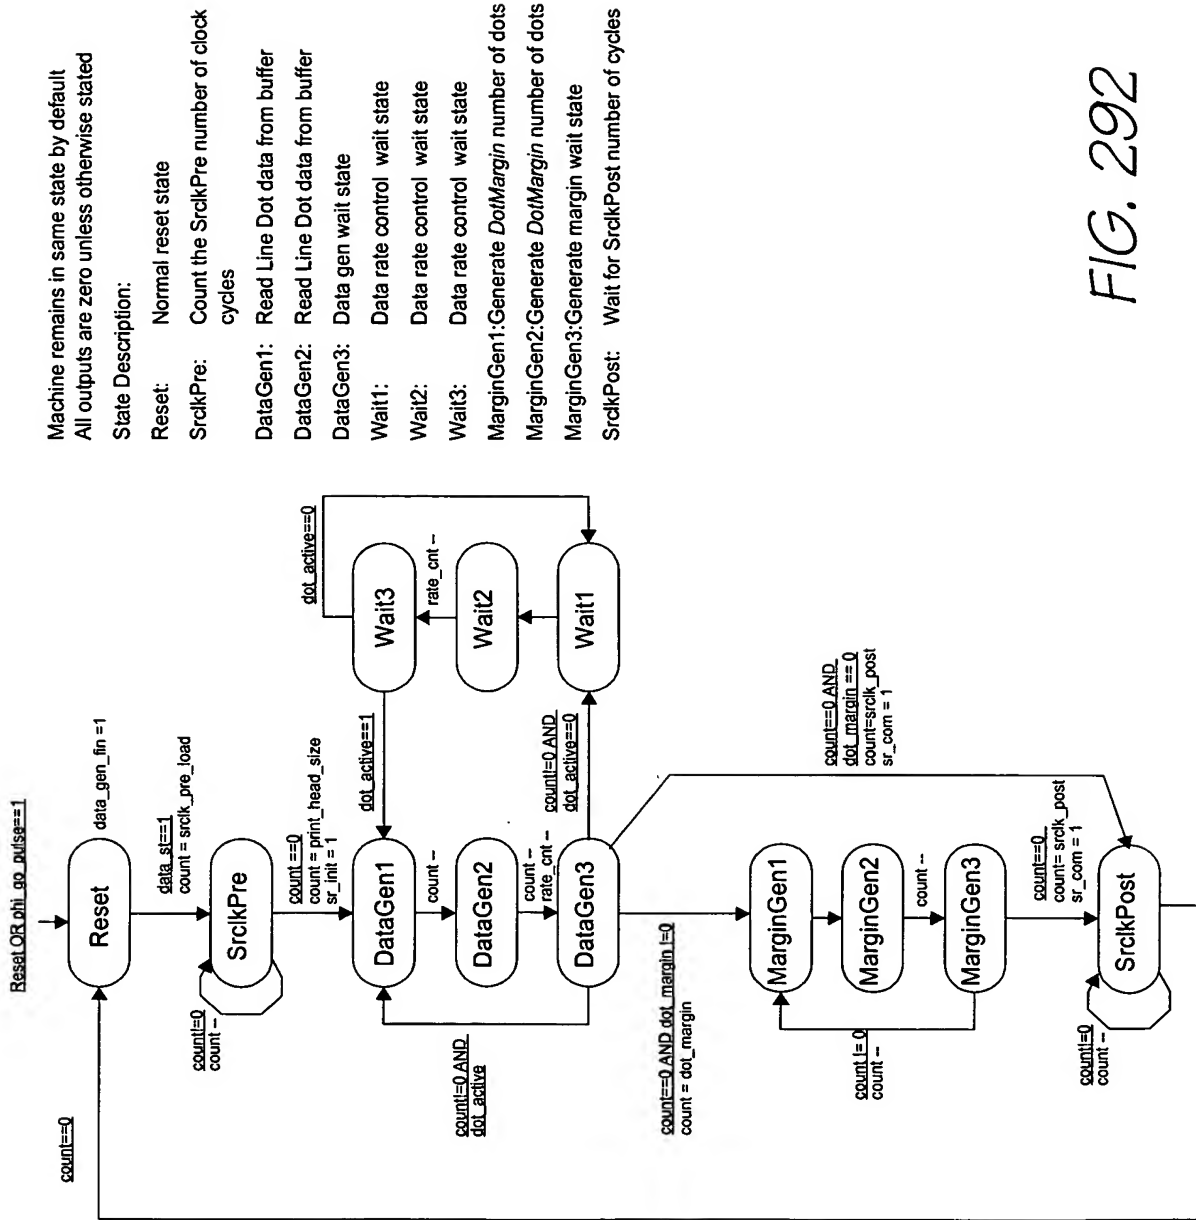 Reset OR phi_go_pulse==1
Reset
data_gen_fin =1
data_st==1
count = srclk_pre_load
SrclkPre
count!=0
count --
count ==0
count = print_head_size
sr_init = 1
DataGen1
count --
DataGen2
count --
rate_cnt --
DataGen3
count!=0 AND
dot_active
dot_active==1
count!=0 AND
dot_active==0
Wait3
rate_cnt --
Wait2
Wait1
dot_active==0
count==0 AND dot_margin !=0
count = dot_margin
count==0 AND
dot_margin == 0
count=srclk_post
sr_com = 1
MarginGen1
MarginGen2
count --
MarginGen3
count != 0
count --
count==0
count= srclk_post
sr_com = 1
SrclkPost
count!=0
count --
count==0
Machine remains in same state by default
All outputs are zero unless otherwise stated
State Description:
Reset: Normal reset state
SrclkPre: Count the SrclkPre number of clock
cycles
DataGen1: Read Line Dot data from buffer
DataGen2: Read Line Dot data from buffer
DataGen3: Data gen wait state
Wait1: Data rate control wait state
Wait2: Data rate control wait state
Wait3: Data rate control wait state
MarginGen1:Generate DotMargin number of dots
MarginGen2:Generate DotMargin number of dots
MarginGen3:Generate margin wait state
SrclkPost: Wait for SrclkPost number of cycles
FIG. 292